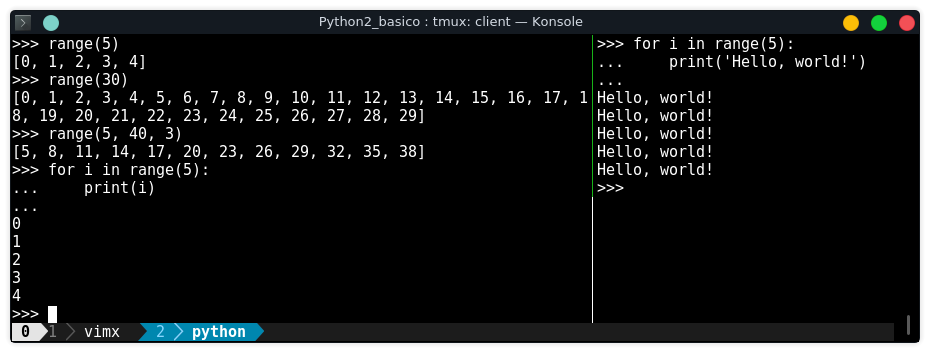 Python2_basico : tmux: client — Konsole
>>> range(5)
[0, 1, 2, 3, 4]
>>> range(30)
[0, 1, 2, 3, 4, 5, 6, 7, 8, 9, 10, 11, 12, 13, 14, 15, 16, 17, 1
8, 19, 20, 21, 22, 23, 24, 25, 26, 27, 28, 29]
>>> range(5, 40, 3)
[5, 8, 11, 14, 17, 20, 23, 26, 29, 32, 35, 38]
>>> for i in range(5):
...     print(i)
...
0
1
2
3
4
>>>
>>> for i in range(5):
...     print('Hello, world!')
...
Hello, world!
Hello, world!
Hello, world!
Hello, world!
Hello, world!
>>>
0 1 vimx 2 python